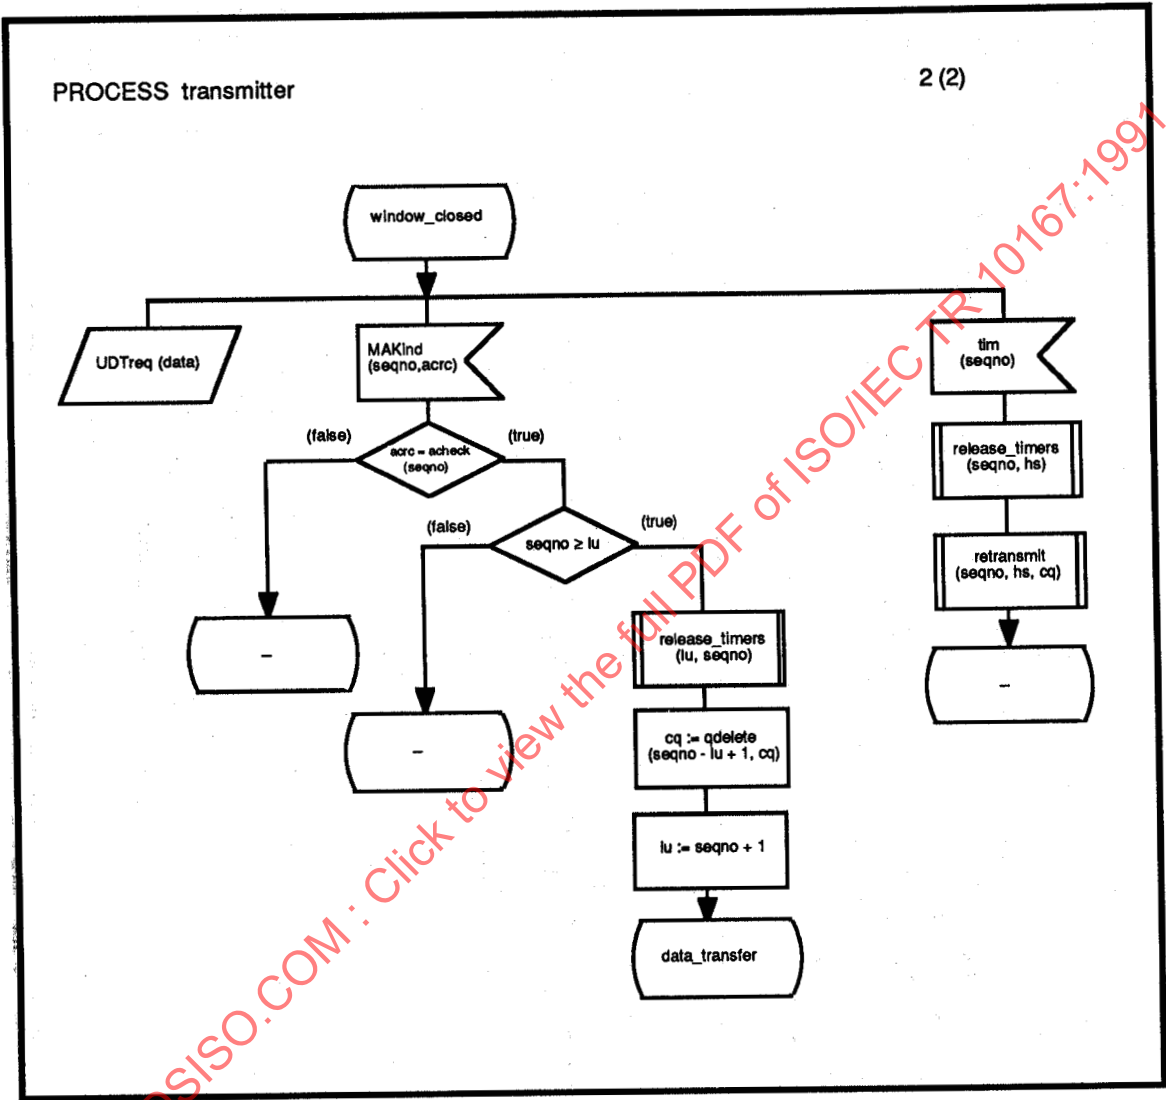 PROCESS transmitter
2 (2)
window_closed
UDTreq (data)
MAKind
(seqno,acrc)
tim
(seqno)
(false)
acrc = acheck
(seqno)
(true)
release_timers
(seqno, hs)
(false)
seqno ≥ lu
(true)
retransmit
(seqno, hs, cq)
–
release_timers
(lu, seqno)
–
–
cq := qdelete
(seqno - lu + 1, cq)
lu := seqno + 1
data_transfer
OSISO.COM : Click to view the full PDF of ISO/IEC TR 10167:1991